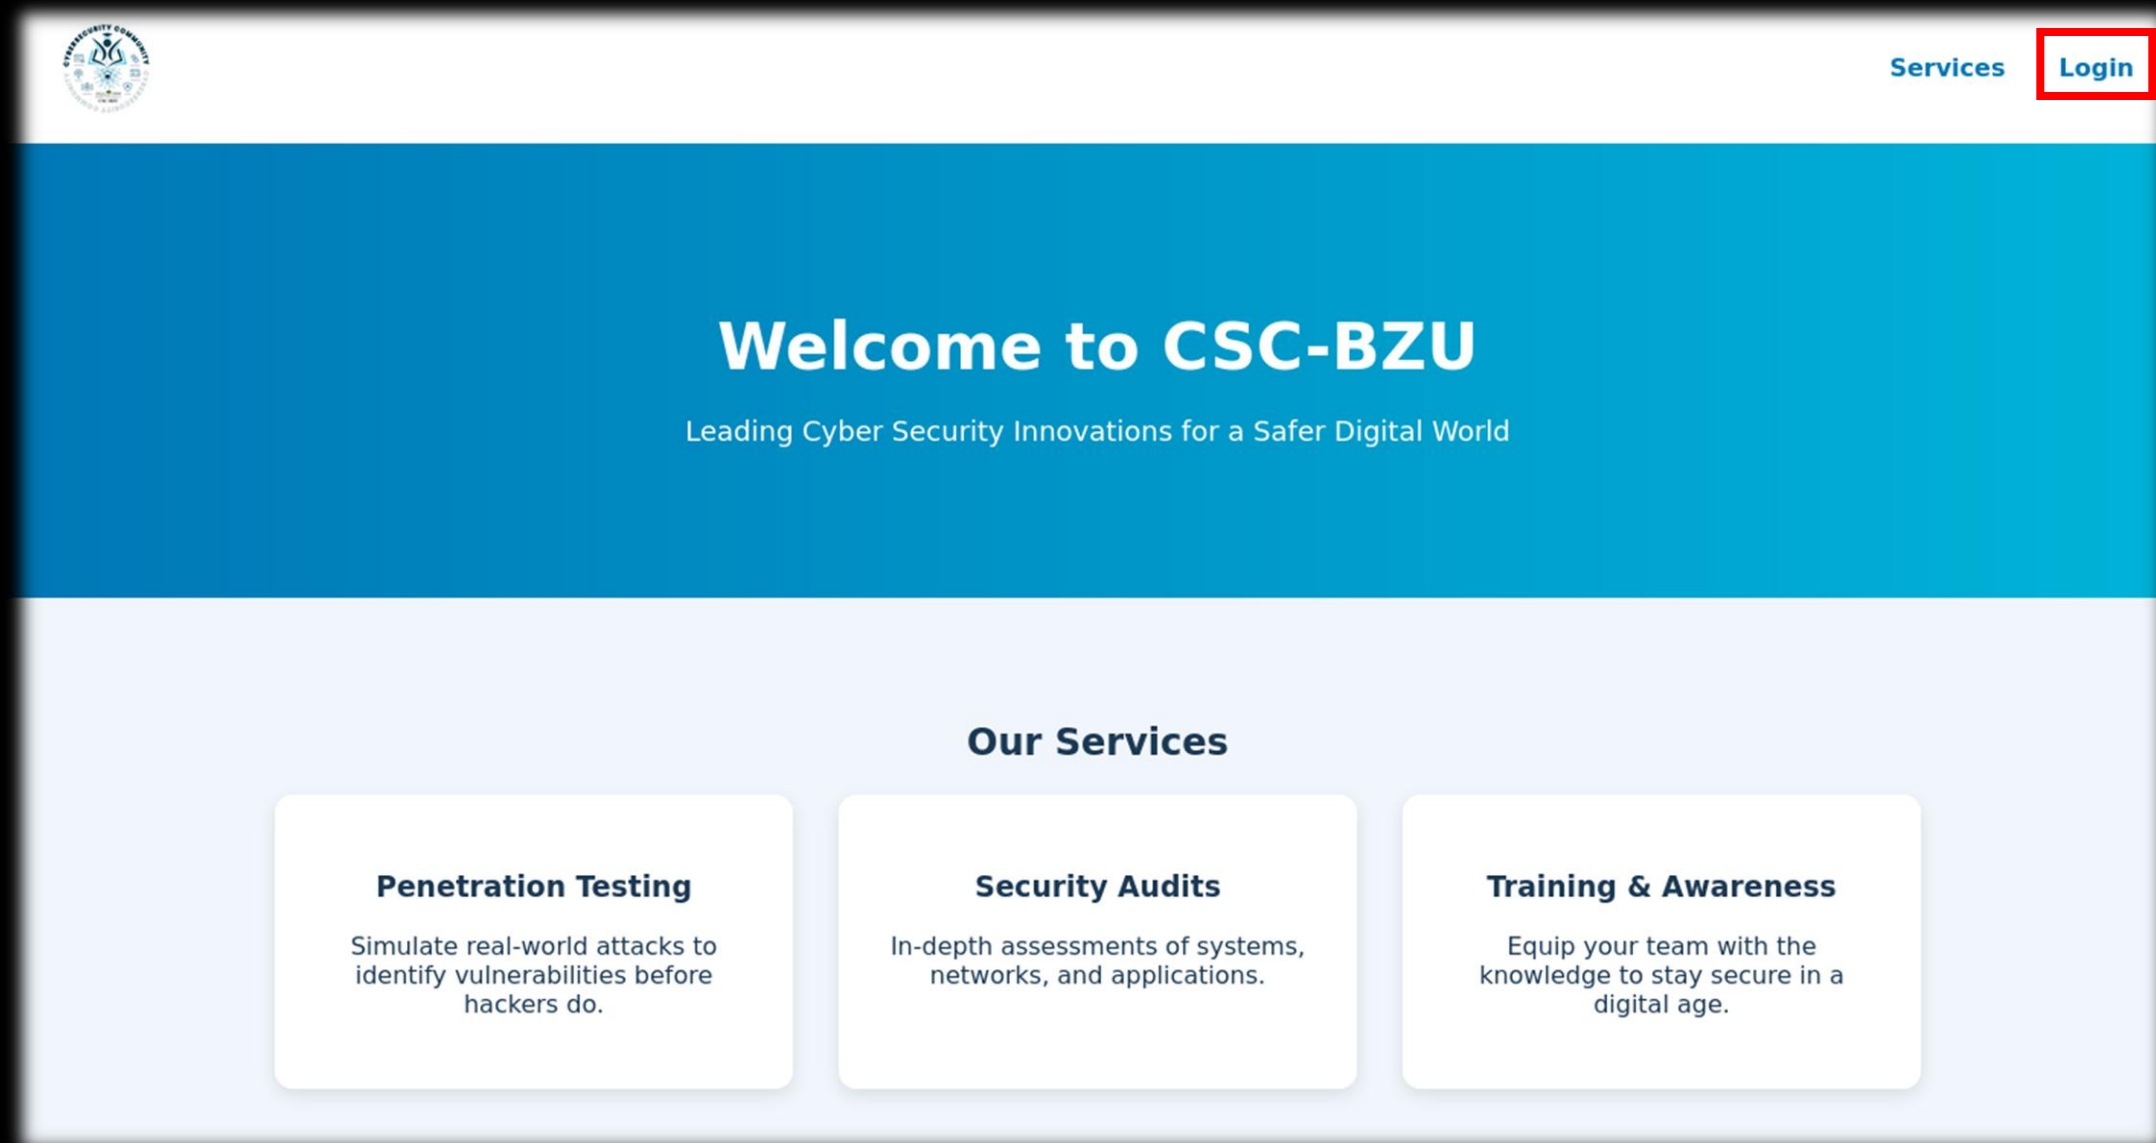 CYBERSECURITY COMMUNITY
Services
Login
Welcome to CSC-BZU
Leading Cyber Security Innovations for a Safer Digital World
Our Services
Penetration Testing
Simulate real-world attacks to
identify vulnerabilities before
hackers do.
Security Audits
In-depth assessments of systems,
networks, and applications.
Training & Awareness
Equip your team with the
knowledge to stay secure in a
digital age.